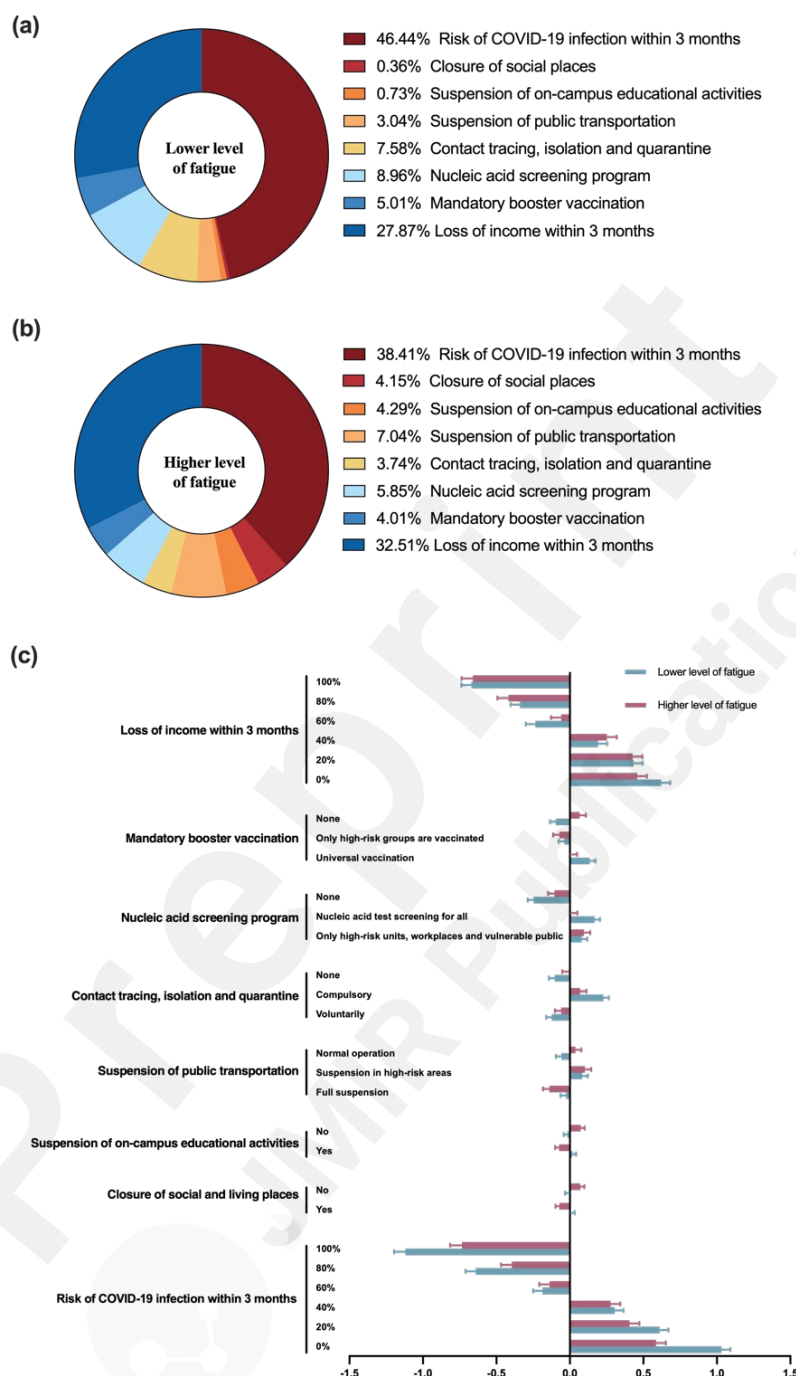 (a)
Lower level
of fatigue
46.44% Risk of COVID-19 infection within 3 months
0.36% Closure of social places
0.73% Suspension of on-campus educational activities
3.04% Suspension of public transportation
7.58% Contact tracing, isolation and quarantine
8.96% Nucleic acid screening program
5.01% Mandatory booster vaccination
27.87% Loss of income within 3 months
(b)
Higher level
of fatigue
38.41% Risk of COVID-19 infection within 3 months
4.15% Closure of social places
4.29% Suspension of on-campus educational activities
7.04% Suspension of public transportation
3.74% Contact tracing, isolation and quarantine
5.85% Nucleic acid screening program
4.01% Mandatory booster vaccination
32.51% Loss of income within 3 months
(c)
Lower level of fatigue
Higher level of fatigue
Loss of income within 3 months
100%
80%
60%
40%
20%
0%
Mandatory booster vaccination
None
Only high-risk groups are vaccinated
Universal vaccination
Nucleic acid screening program
None
Nucleic acid test screening for all
Only high-risk units, workplaces and vulnerable public
Contact tracing, isolation and quarantine
None
Compulsory
Voluntarily
Suspension of public transportation
Normal operation
Suspension in high-risk areas
Full suspension
Suspension of on-campus educational activities
No
Yes
Closure of social and living places
No
Yes
Risk of COVID-19 infection within 3 months
100%
80%
60%
40%
20%
0%
-1.5 -1.0 -0.5 0.0 0.5 1.0 1.5
Preprint
JMIR Publication